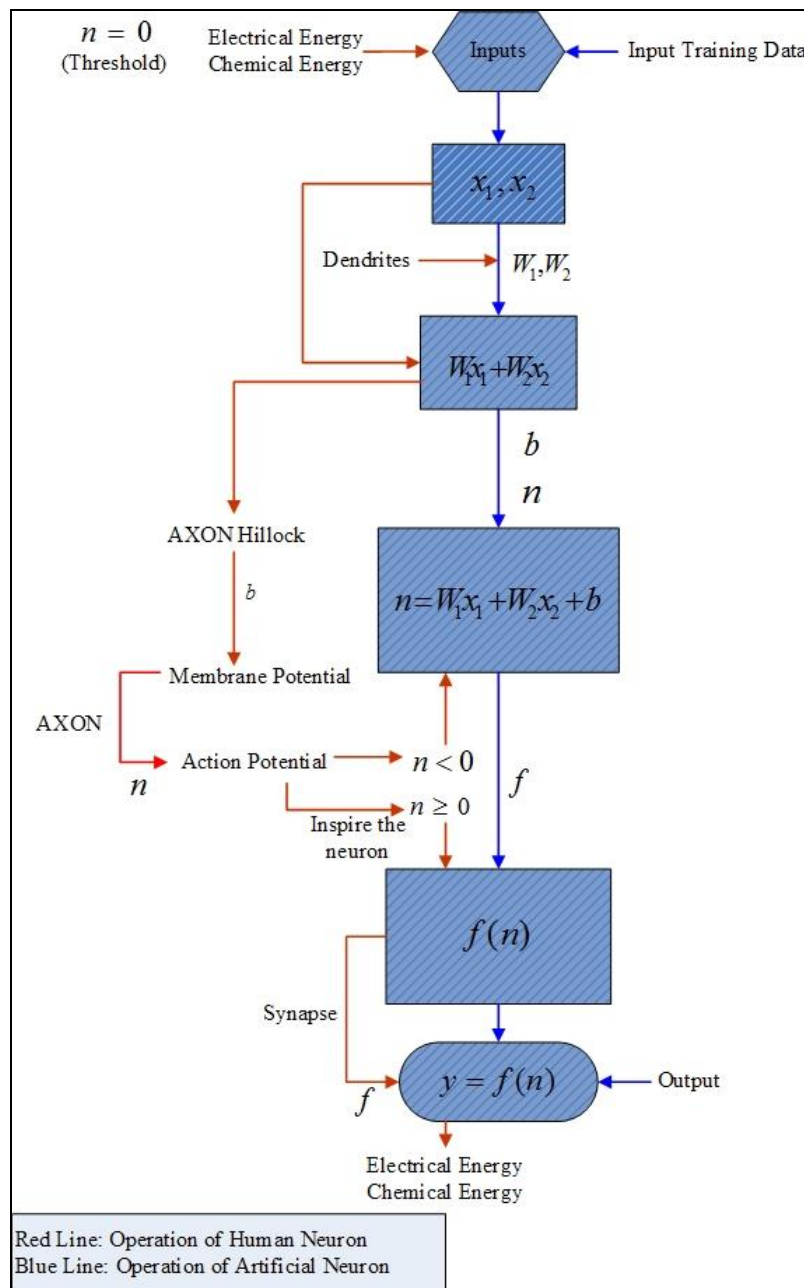 n = 0
(Threshold)
Electrical Energy
Chemical Energy
Inputs
Input Training Data
x₁, x₂
Dendrites
W₁,W₂
W₁x₁+W₂x₂
b
n
AXON Hillock
b
n=W₁x₁+W₂x₂+b
Membrane Potential
AXON
n
Action Potential
n < 0
n ≥ 0
Inspire the
neuron
f
f(n)
Synapse
f
y = f(n)
Output
Electrical Energy
Chemical Energy
Red Line: Operation of Human Neuron
Blue Line: Operation of Artificial Neuron